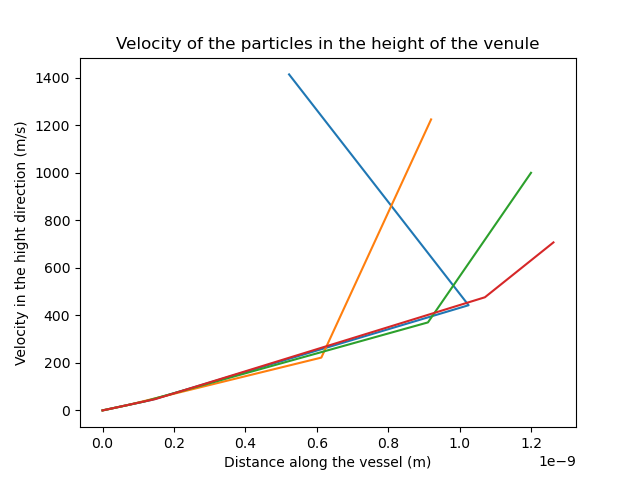 Velocity of the particles in the height of the venule
Velocity in the hight direction (m/s)
1400
1200
1000
800
600
400
200
0
0.0 0.2 0.4 0.6 0.8 1.0 1.2
1e−9
Distance along the vessel (m)